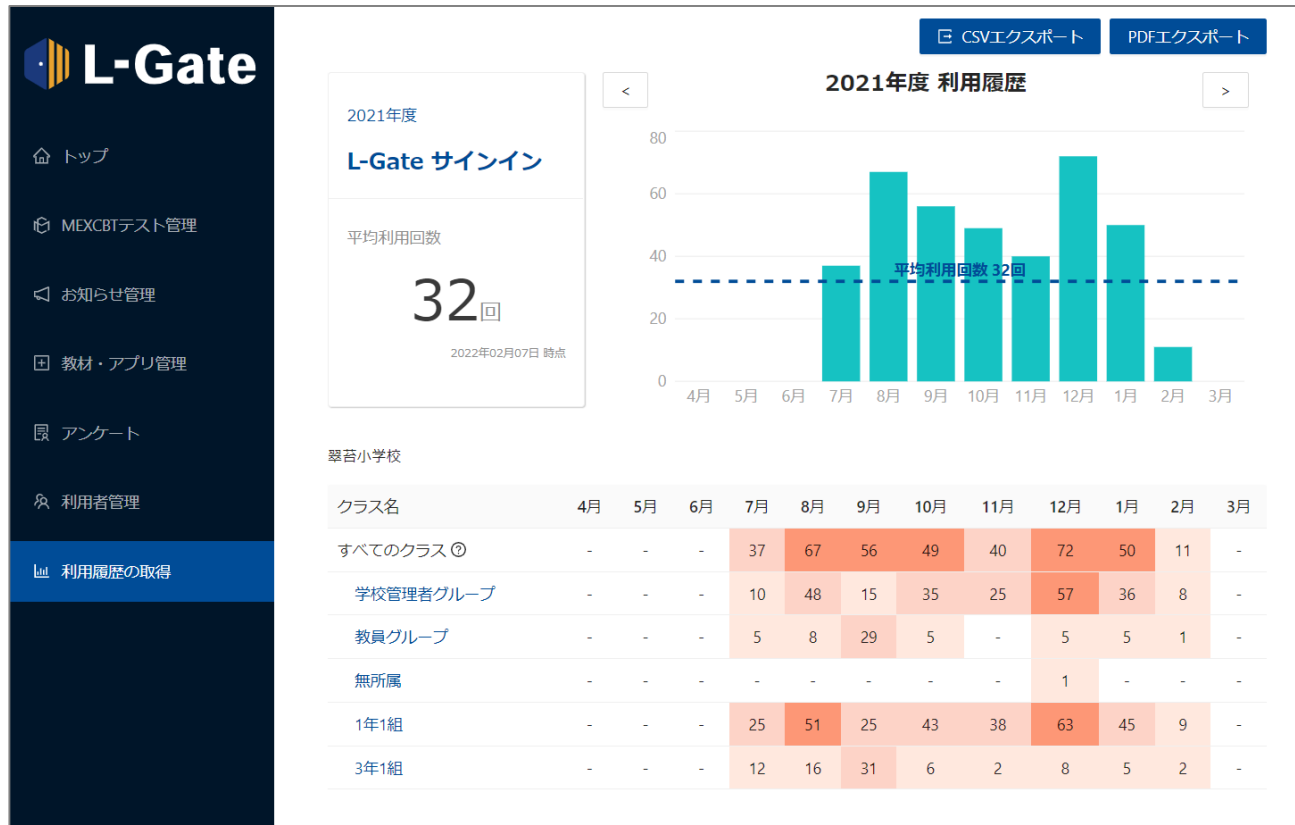 L-Gate
トップ
MEXCBTテスト管理
お知らせ管理
教材・アプリ管理
アンケート
利用者管理
利用履歴の取得
CSVエクスポート PDFエクスポート
2021年度
L-Gate サインイン
平均利用回数
32回
2022年02月07日 時点
< 2021年度 利用履歴 >
80
60
40
20
0
平均利用回数 32回
4月 5月 6月 7月 8月 9月 10月 11月 12月 1月 2月 3月
翠苔小学校
クラス名 4月 5月 6月 7月 8月 9月 10月 11月 12月 1月 2月 3月
すべてのクラス ? - - - 37 67 56 49 40 72 50 11 -
学校管理者グループ - - - 10 48 15 35 25 57 36 8 -
教員グループ - - - 5 8 29 5 - 5 5 1 -
無所属 - - - - - - - - 1 - - -
1年1組 - - - 25 51 25 43 38 63 45 9 -
3年1組 - - - 12 16 31 6 2 8 5 2 -